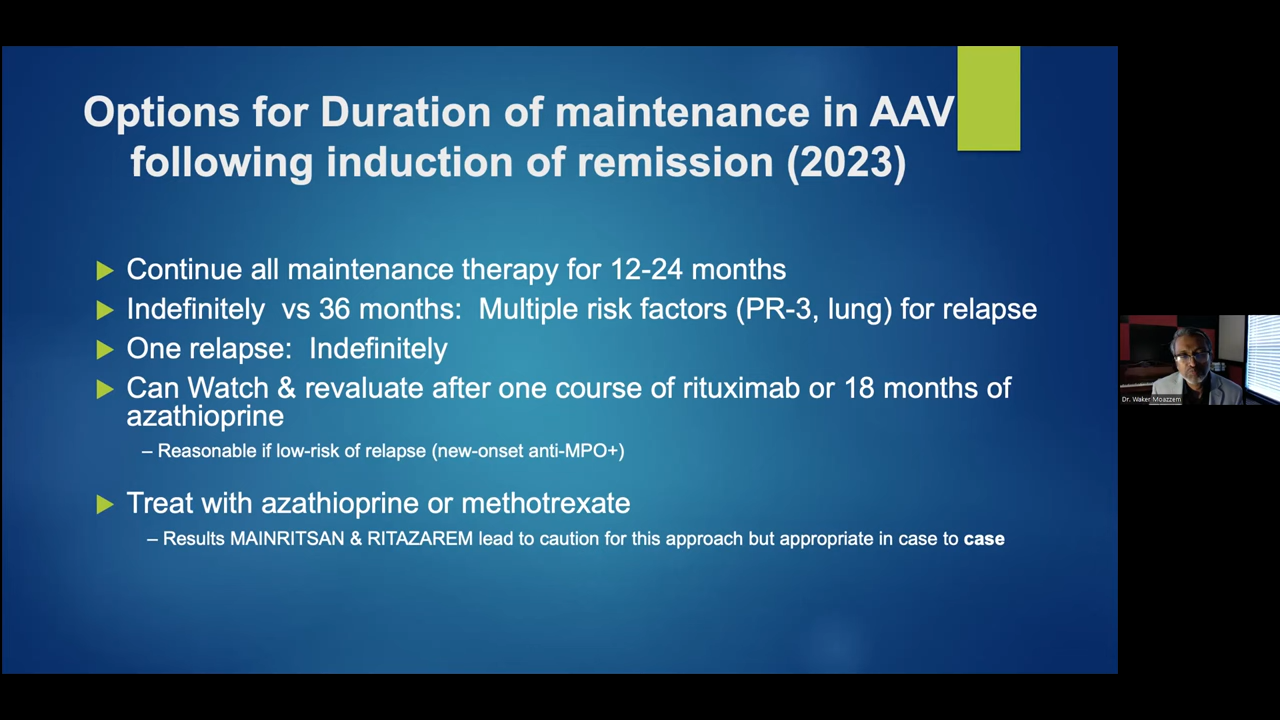 Options for Duration of maintenance in AAV
following induction of remission (2023)
Continue all maintenance therapy for 12-24 months
Indefinitely vs 36 months: Multiple risk factors (PR-3, lung) for relapse
One relapse: Indefinitely
Can Watch & revaluate after one course of rituximab or 18 months of
azathioprine
– Reasonable if low-risk of relapse (new-onset anti-MPO+)
Treat with azathioprine or methotrexate
– Results MAINRITSAN & RITAZAREM lead to caution for this approach but appropriate in case to case
Dr. Waker Moazzem